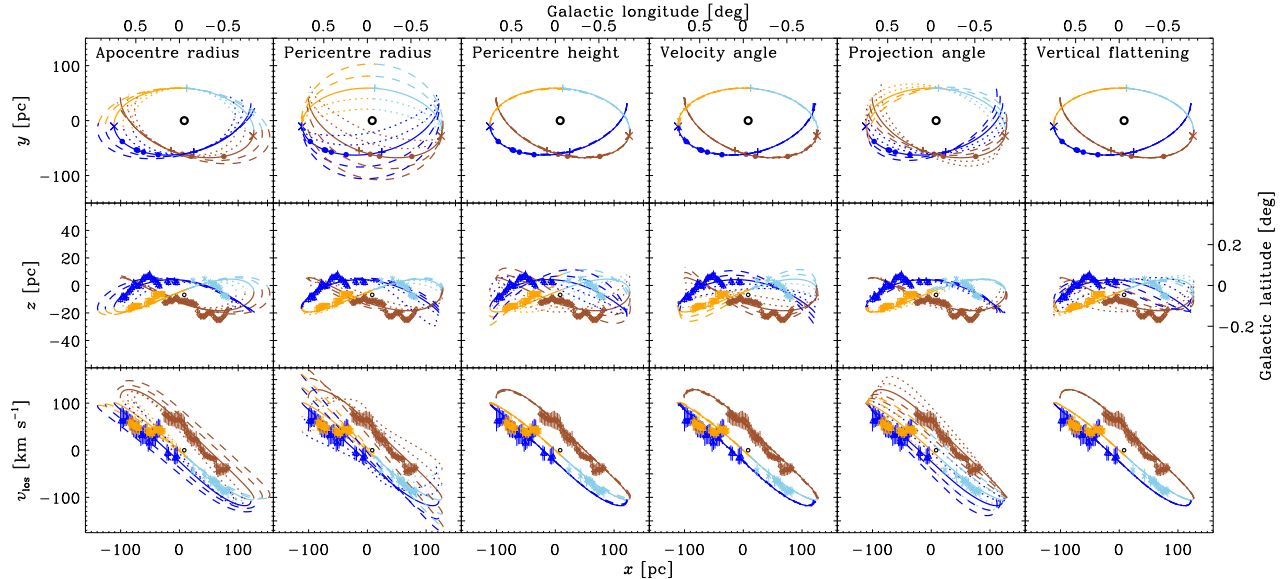 Galactic longitude [deg]
0.5 0 −0.5 0.5 0 −0.5 0.5 0 −0.5 0.5 0 −0.5 0.5 0 −0.5 0.5 0 −0.5
Apocentre radius Pericentre radius Pericentre height Velocity angle Projection angle Vertical flattening
100
0
−100
y [pc]
40
20
0
−20
−40
z [pc]
0.2
0
−0.2
Galactic latitude [deg]
100
0
−100
v_los [km s⁻¹]
−100 0 100 −100 0 100 −100 0 100 −100 0 100 −100 0 100 −100 0 100
x [pc]